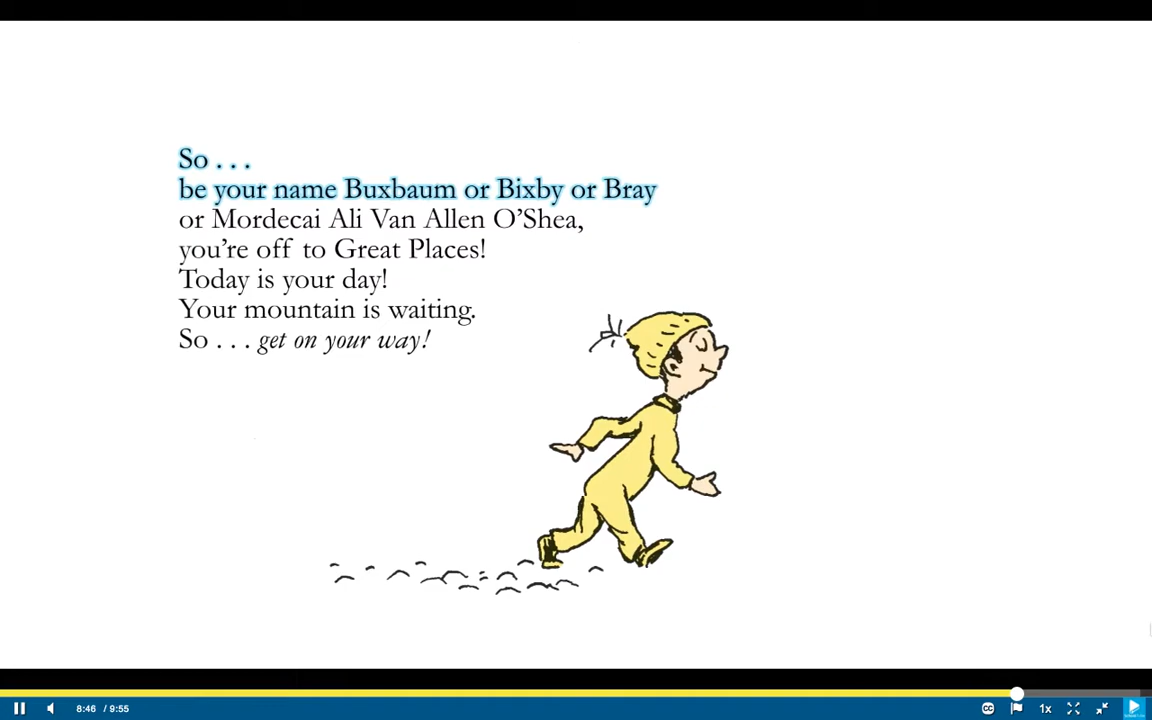 So . . .
be your name Buxbaum or Bixby or Bray
or Mordecai Ali Van Allen O’Shea,
you’re off to Great Places!
Today is your day!
Your mountain is waiting.
So . . . get on your way!
8:46 / 9:55
CC
1x